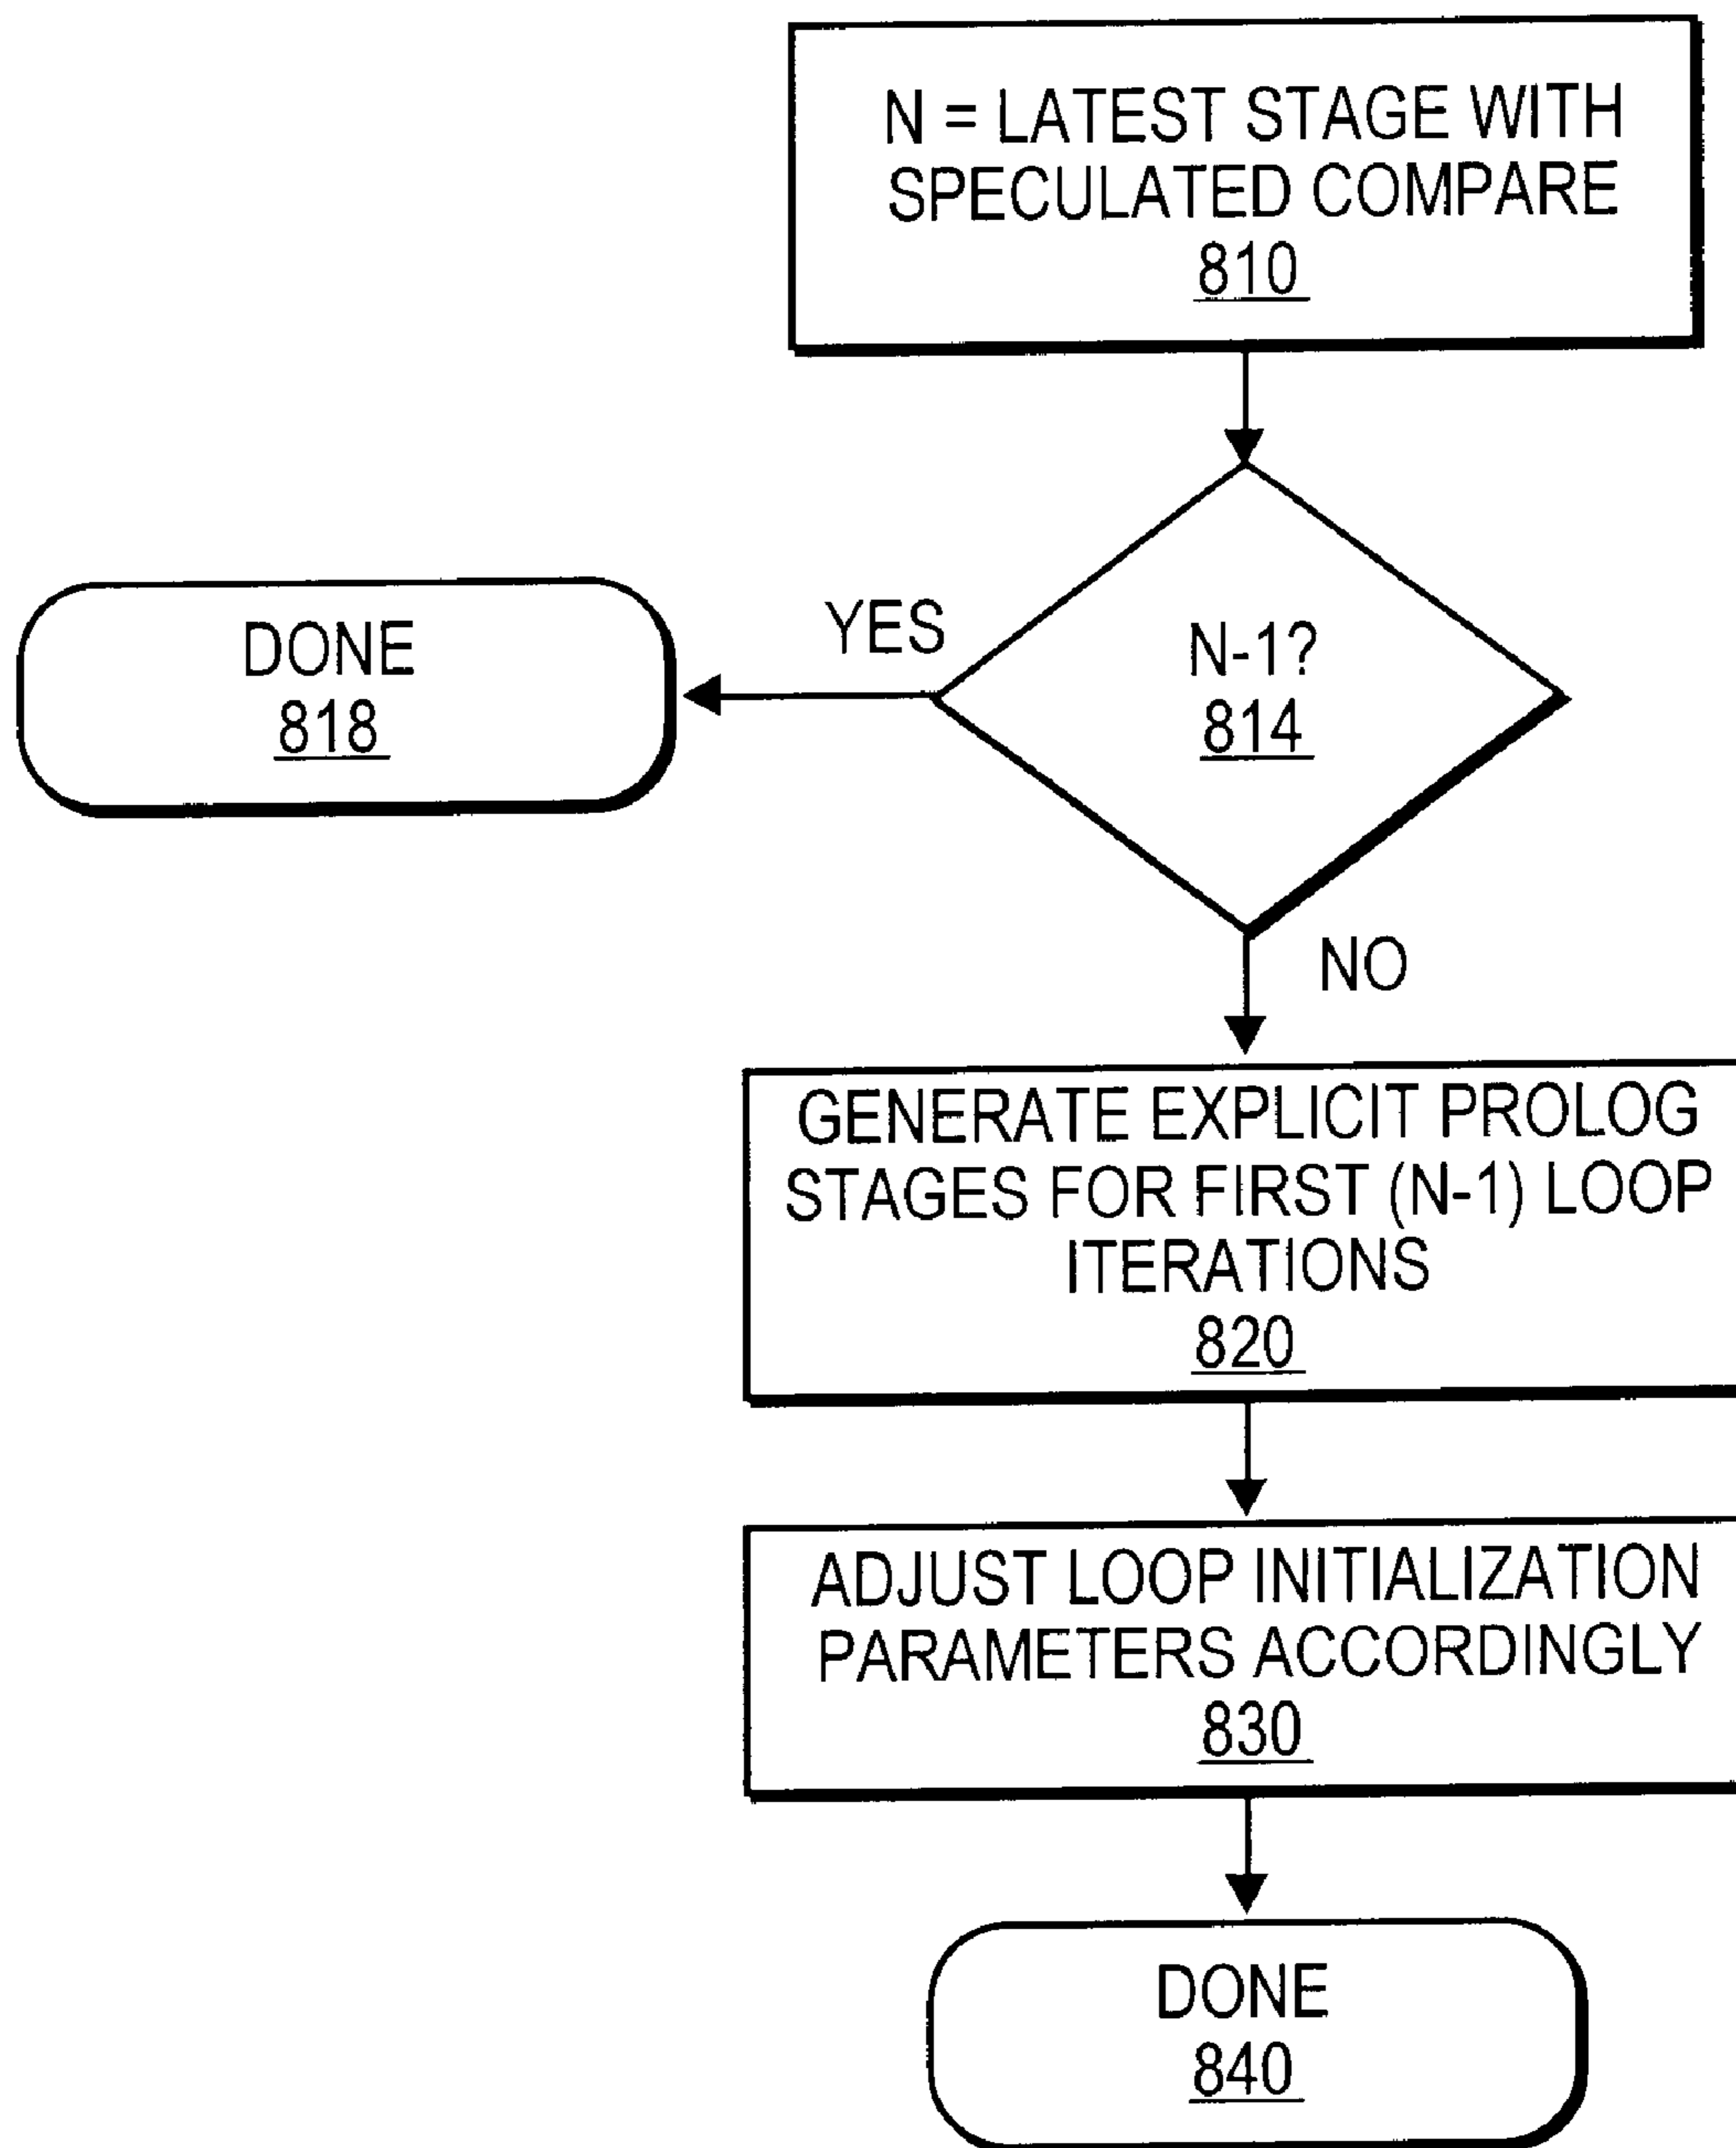 N = LATEST STAGE WITH
SPECULATED COMPARE
810
YES
DONE
818
N-1?
814
NO
GENERATE EXPLICIT PROLOG
STAGES FOR FIRST (N-1) LOOP
ITERATIONS
820
ADJUST LOOP INITIALIZATION
PARAMETERS ACCORDINGLY
830
DONE
840